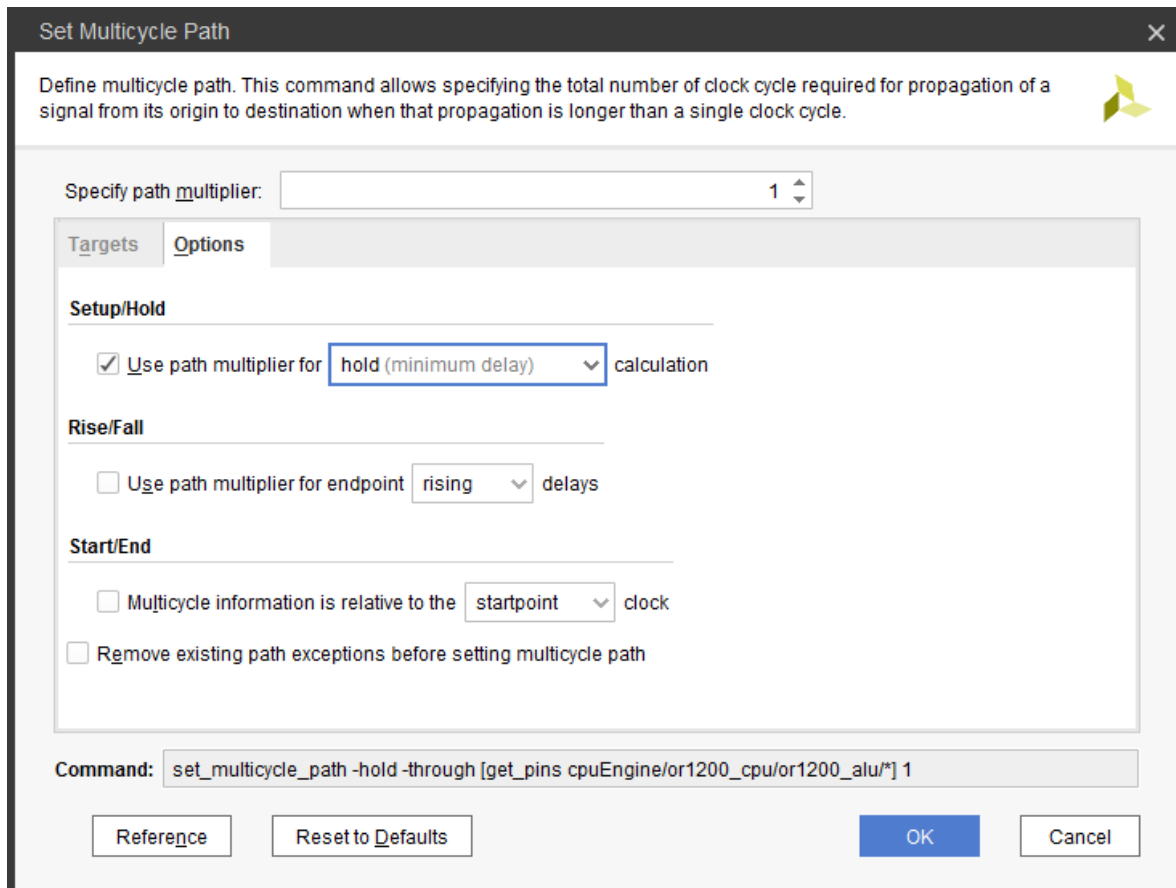 Set Multicycle Path
Define multicycle path. This command allows specifying the total number of clock cycle required for propagation of a
signal from its origin to destination when that propagation is longer than a single clock cycle.
Specify path multiplier: 1
Targets Options
Setup/Hold
Use path multiplier for hold (minimum delay) calculation
Rise/Fall
Use path multiplier for endpoint rising delays
Start/End
Multicycle information is relative to the startpoint clock
Remove existing path exceptions before setting multicycle path
Command: set_multicycle_path -hold -through [get_pins cpuEngine/or1200_cpu/or1200_alu/*] 1
Reference Reset to Defaults OK Cancel